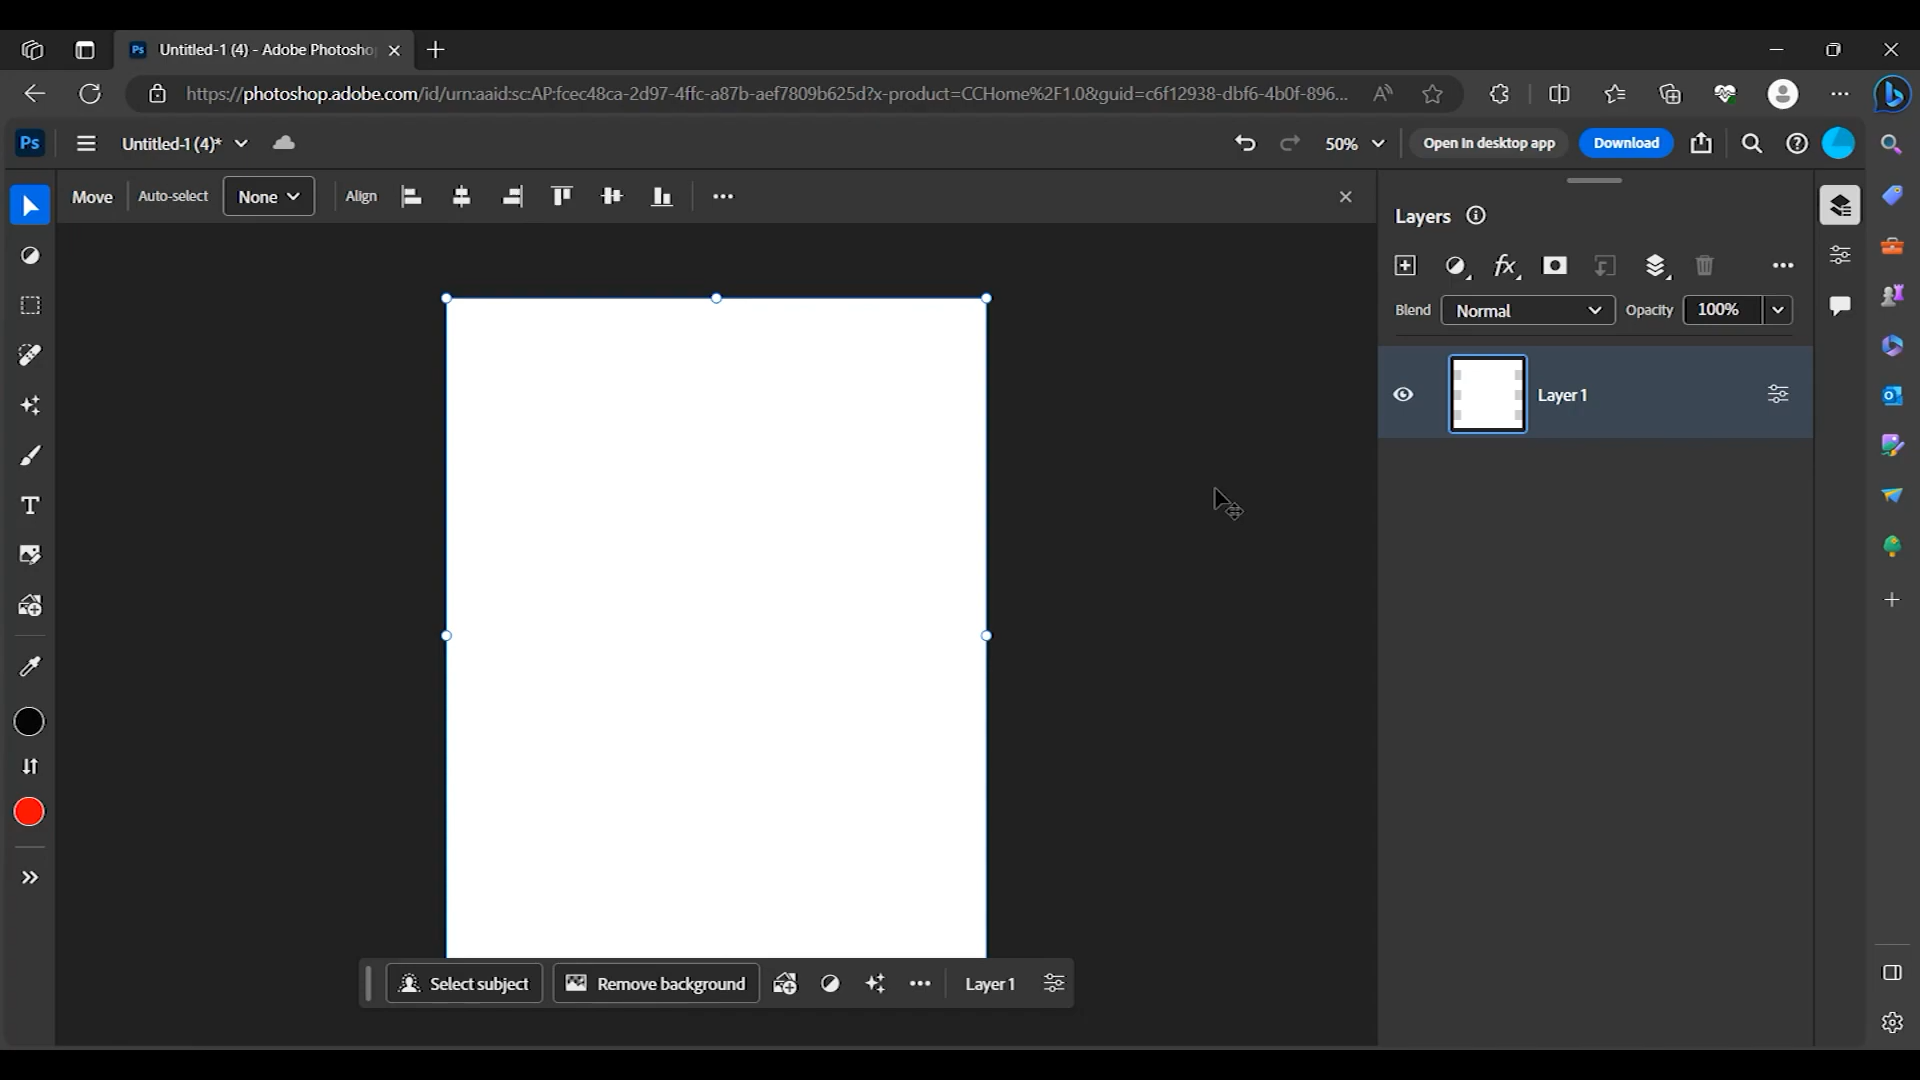 Untitled-1 (4) - Adobe Photosho
https://photoshop.adobe.com/id/urn:aaid:sc:AP:fcec48ca-2d97-4ffc-a87b-aef7809b625d?x-product=CCHome%2F1.0&guid=c6f12938-dbf6-4b0f-896...
Ps Untitled-1 (4)* 50% Open in desktop app Download
Move Auto-select None Align
Layers
fx
Blend Normal Opacity 100%
Layer 1
T
Select subject Remove background Layer 1